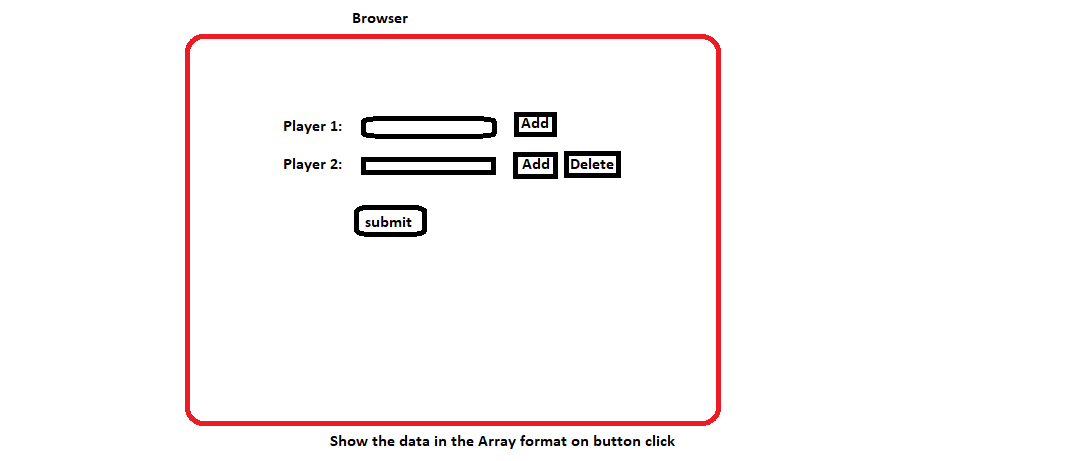 Browser
Player 1: Add
Player 2: Add Delete
submit
Show the data in the Array format on button click